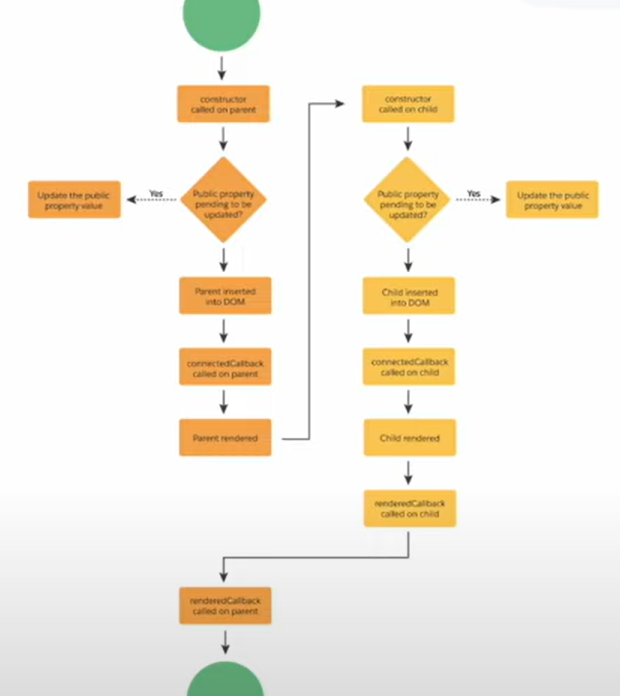 constructor
called on parent
constructor
called on child
Yes
Public property
pending to be
updated?
Update the public
property value
Public property
pending to be
updated?
Yes
Update the public
property value
Parent inserted
into DOM
Child inserted
into DOM
connectedCallback
called on parent
connectedCallback
called on child
Parent rendered
Child rendered
renderedCallback
called on child
renderedCallback
called on parent